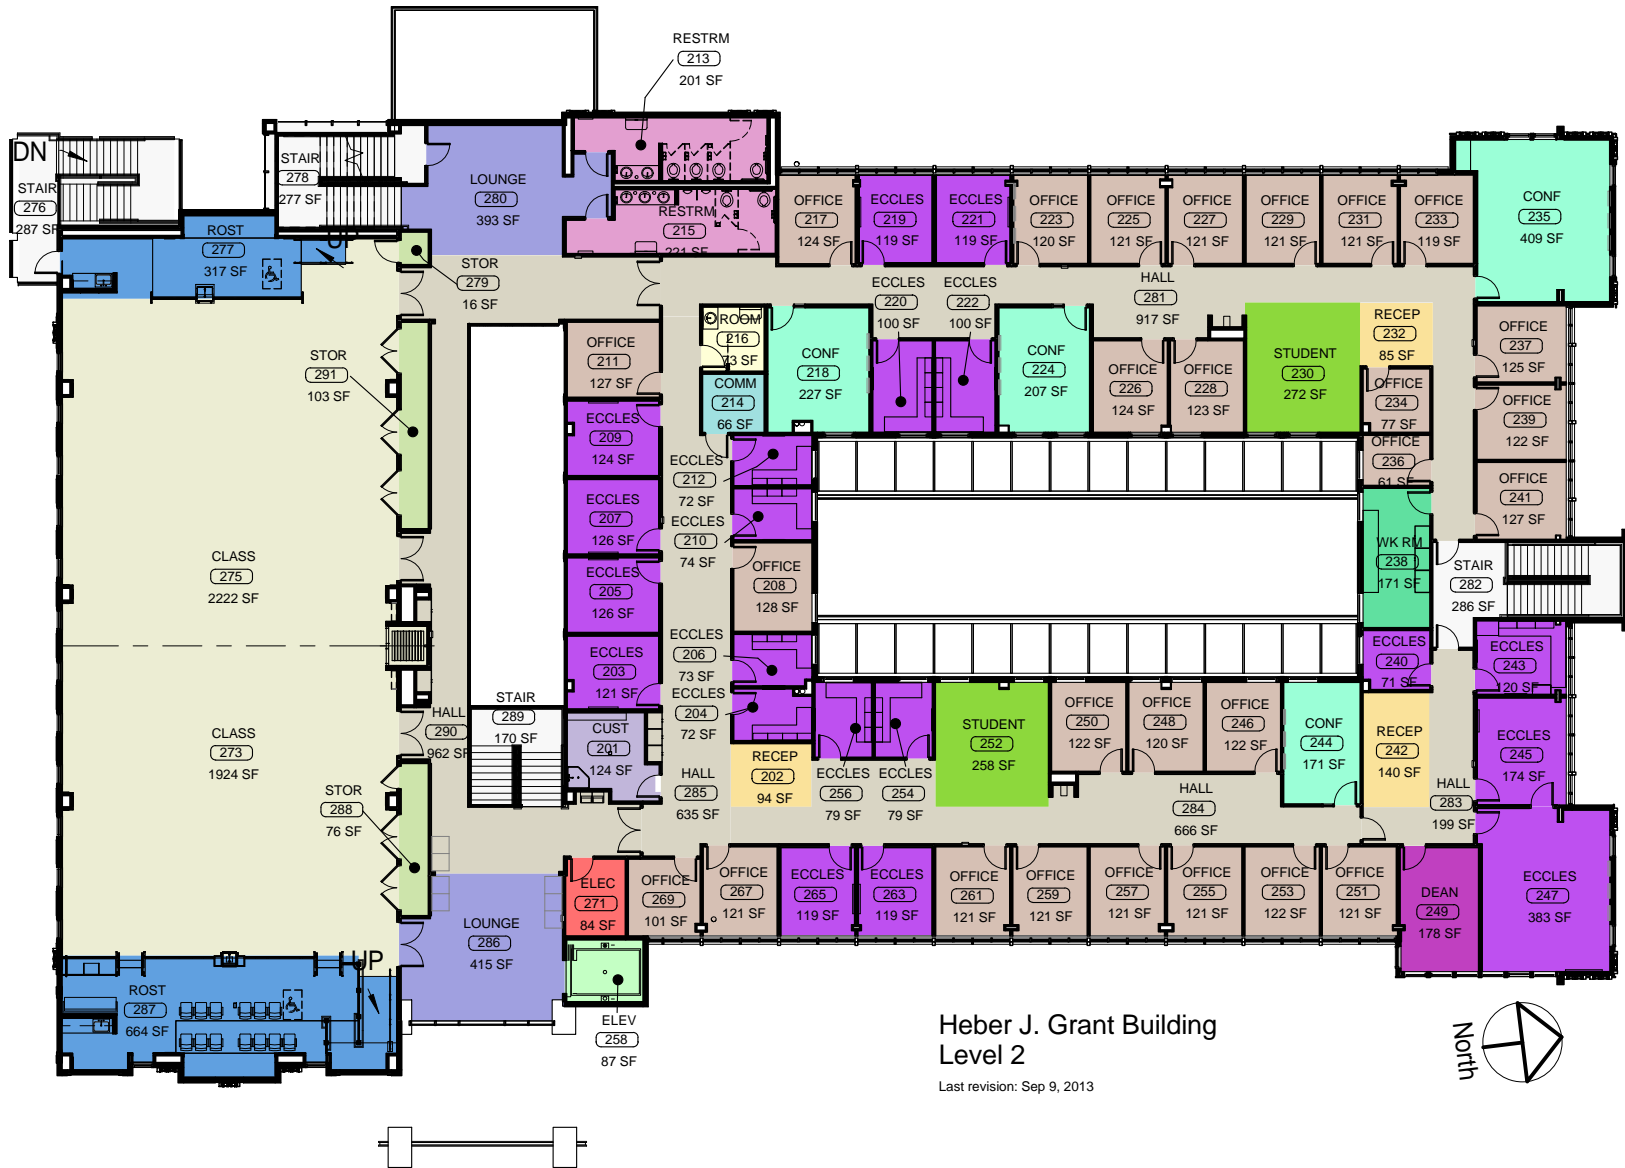 RESTRM
213
201 SF
DN
STAIR
276
287 SF
STAIR
278
277 SF
LOUNGE
280
393 SF
RESTRM
215
221 SF
ROST
277
317 SF
UP
STOR
279
16 SF
OFFICE
217
124 SF
ECCLES
219
119 SF
ECCLES
221
119 SF
OFFICE
223
120 SF
OFFICE
225
121 SF
OFFICE
227
121 SF
OFFICE
229
121 SF
OFFICE
231
121 SF
OFFICE
233
119 SF
CONF
235
409 SF
ECCLES
220
100 SF
ECCLES
222
100 SF
HALL
281
917 SF
STOR
291
103 SF
OFFICE
211
127 SF
ROOM
216
73 SF
CONF
218
227 SF
CONF
224
207 SF
OFFICE
226
124 SF
OFFICE
228
123 SF
STUDENT
230
272 SF
RECEP
232
85 SF
OFFICE
234
77 SF
OFFICE
237
125 SF
COMM
214
66 SF
OFFICE
239
122 SF
ECCLES
209
124 SF
ECCLES
212
72 SF
OFFICE
236
61 SF
OFFICE
241
127 SF
ECCLES
207
126 SF
ECCLES
210
74 SF
CLASS
275
2222 SF
ECCLES
205
126 SF
OFFICE
208
128 SF
WK RM
238
171 SF
STAIR
282
286 SF
ECCLES
203
121 SF
ECCLES
206
73 SF
ECCLES
240
71 SF
ECCLES
243
120 SF
CLASS
273
1924 SF
HALL
290
962 SF
STAIR
289
170 SF
CUST
201
124 SF
ECCLES
204
72 SF
STUDENT
252
258 SF
OFFICE
250
122 SF
OFFICE
248
120 SF
OFFICE
246
122 SF
CONF
244
171 SF
RECEP
242
140 SF
ECCLES
245
174 SF
STOR
288
76 SF
HALL
285
635 SF
RECEP
202
94 SF
ECCLES
256
79 SF
ECCLES
254
79 SF
HALL
284
666 SF
HALL
283
199 SF
ELEC
271
84 SF
OFFICE
269
101 SF
OFFICE
267
121 SF
ECCLES
265
119 SF
ECCLES
263
119 SF
OFFICE
261
121 SF
OFFICE
259
121 SF
OFFICE
257
121 SF
OFFICE
255
121 SF
OFFICE
253
122 SF
OFFICE
251
121 SF
DEAN
249
178 SF
ECCLES
247
383 SF
LOUNGE
286
415 SF
UP
ROST
287
664 SF
ELEV
258
87 SF
Heber J. Grant Building
Level 2
Last revision: Sep 9, 2013
North